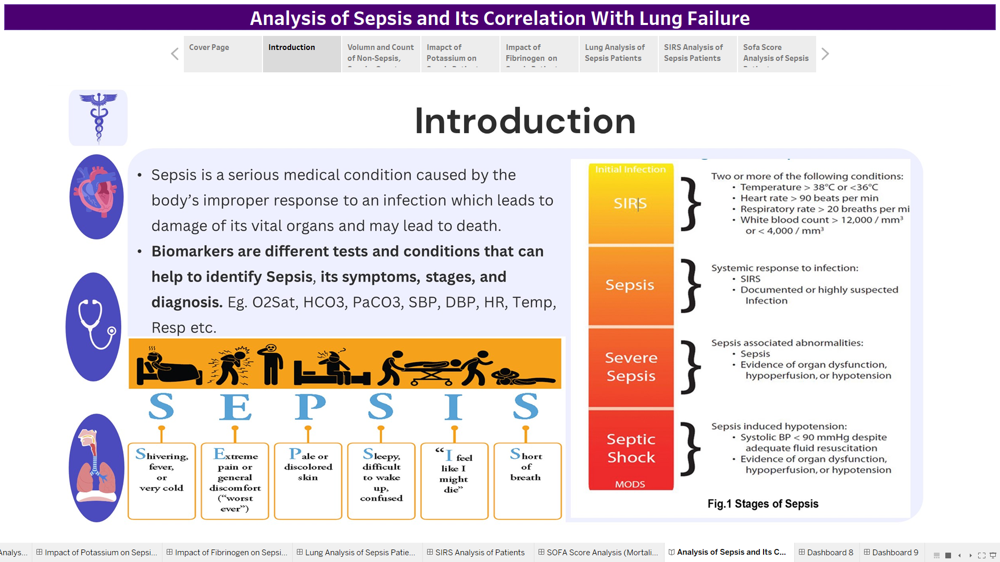 Analysis of Sepsis and Its Correlation With Lung Failure
Cover Page
Introduction
Volumn and Count
of Non-Sepsis,
Imapct of
Potassium on
Impact of
Fibrinogen on
Lung Analysis of
Sepsis Patients
SIRS Analysis of
Sepsis Patients
Sofa Score
Analysis of Sepsis
Introduction
• Sepsis is a serious medical condition caused by the
body's improper response to an infection which leads to
damage of its vital organs and may lead to death.
• Biomarkers are different tests and conditions that can
help to identify Sepsis, its symptoms, stages, and
diagnosis. Eg. O2Sat, HCO3, PaCO3, SBP, DBP, HR, Temp,
Resp etc.
S E P S I S
Shivering,
fever,
or
very cold
Extreme
pain or
general
discomfort
("worst
ever")
Pale or
discolored
skin
Sleepy,
difficult
to wake
up,
confused
"I feel
like I
might
die"
Short
of
breath
Initial Infection
SIRS
Two or more of the following conditions:
• Temperature > 38°C or <36°C
• Heart rate > 90 beats per min
• Respiratory rate > 20 breaths per mi
• White blood count > 12,000 / mm³
or < 4,000 / mm³
Sepsis
Systemic response to infection:
• SIRS
• Documented or highly suspected
Infection
Severe
Sepsis
Sepsis associated abnormalities:
• Sepsis
• Evidence of organ dysfunction,
hypoperfusion, or hypotension
Septic
Shock
MODS
Sepsis induced hypotension:
• Systolic BP < 90 mmHg despite
adequate fluid resuscitation
• Evidence of organ dysfunction,
hypoperfusion, or hypotension
Fig.1 Stages of Sepsis
Analys...
Impact of Potassium on Sepsi...
Impact of Fibrinogen on Sepsi...
Lung Analysis of Sepsis Patie...
SIRS Analysis of Patients
SOFA Score Analysis (Mortali...
Analysis of Sepsis and Its C...
Dashboard 8
Dashboard 9